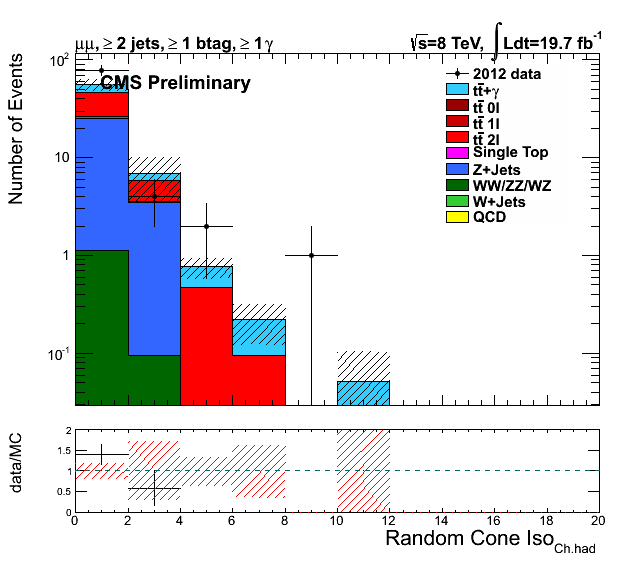 μμ, ≥ 2 jets, ≥ 1 btag, ≥ 1 γ
√s=8 TeV, ∫Ldt=19.7 fb⁻¹
CMS Preliminary
Number of Events
10²
10
1
10⁻¹
2012 data
tt̄+γ
tt̄ 0l
tt̄ 1l
tt̄ 2l
Single Top
Z+Jets
WW/ZZ/WZ
W+Jets
QCD
data/MC
2
1.5
1
0.5
0
0 2 4 6 8 10 12 14 16 18 20
Random Cone Iso Ch.had